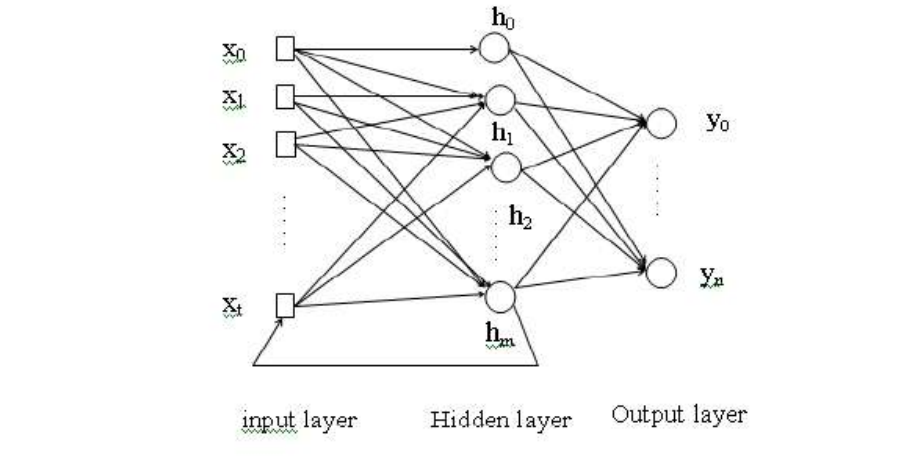 h0
x0
x1
y0
h1
x2
h2
yn
xt
hm
input layer
Hidden layer
Output layer